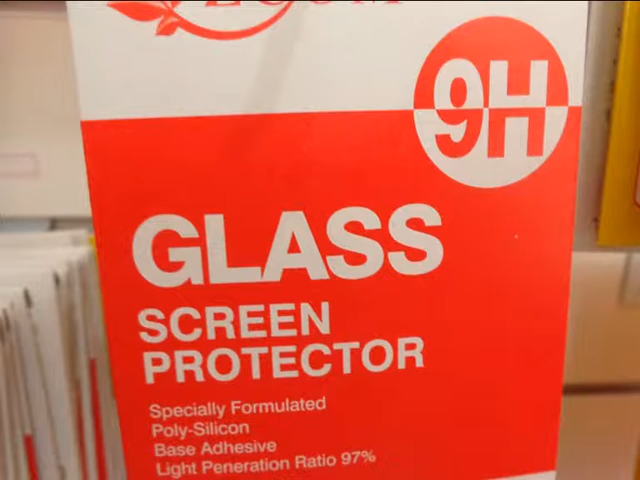 9H
GLASS
SCREEN
PROTECTOR
Specially Formulated
Poly-Silicon
Base Adhesive
Light Peneration Ratio 97%